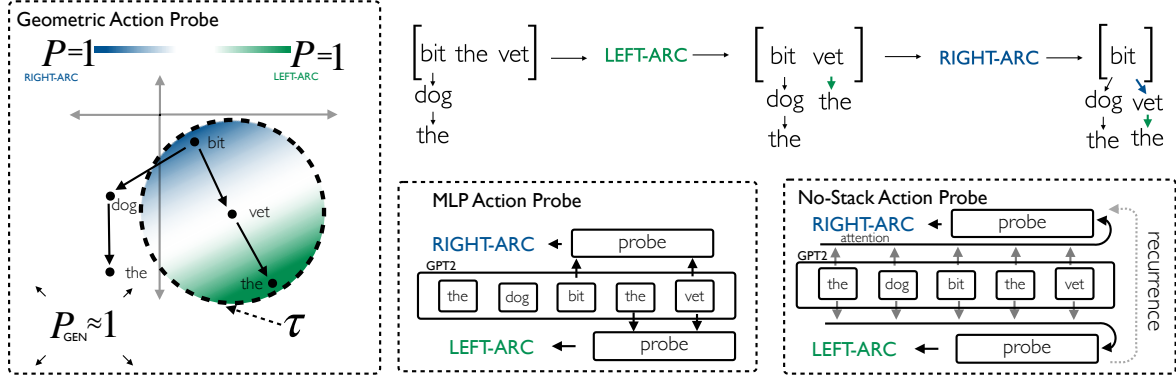 Geometric Action Probe
P=1 P=1
RIGHT-ARC LEFT-ARC
bit
dog
vet
the
the
P GEN ≈1
τ
[bit the vet] LEFT-ARC [bit vet] RIGHT-ARC [bit]
dog dog the dog vet
the the the the
MLP Action Probe
RIGHT-ARC probe
GPT2
the dog bit the vet
LEFT-ARC probe
No-Stack Action Probe
RIGHT-ARC probe
attention
GPT2
the dog bit the vet
LEFT-ARC probe
recurrence